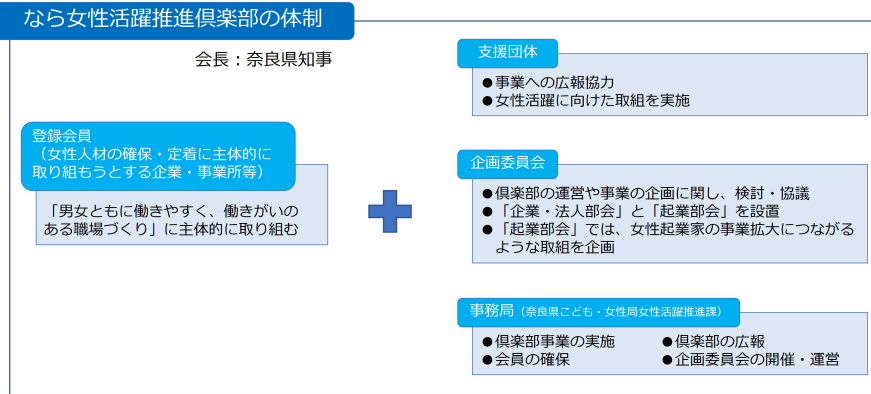 なら女性活躍推進倶楽部の体制
会長：奈良県知事
登録会員
（女性人材の確保・定着に主体的に
取り組もうとする企業・事業所等）
「男女ともに働きやすく、働きがいの
ある職場づくり」に主体的に取り組む
支援団体
●事業への広報協力
●女性活躍に向けた取組を実施
企画委員会
●倶楽部の運営や事業の企画に関し、検討・協議
●「企業・法人部会」と「起業部会」を設置
●「起業部会」では、女性起業家の事業拡大につながる
ような取組を企画
事務局（奈良県こども・女性局女性活躍推進課）
●倶楽部事業の実施 ●倶楽部の広報
●会員の確保 ●企画委員会の開催・運営